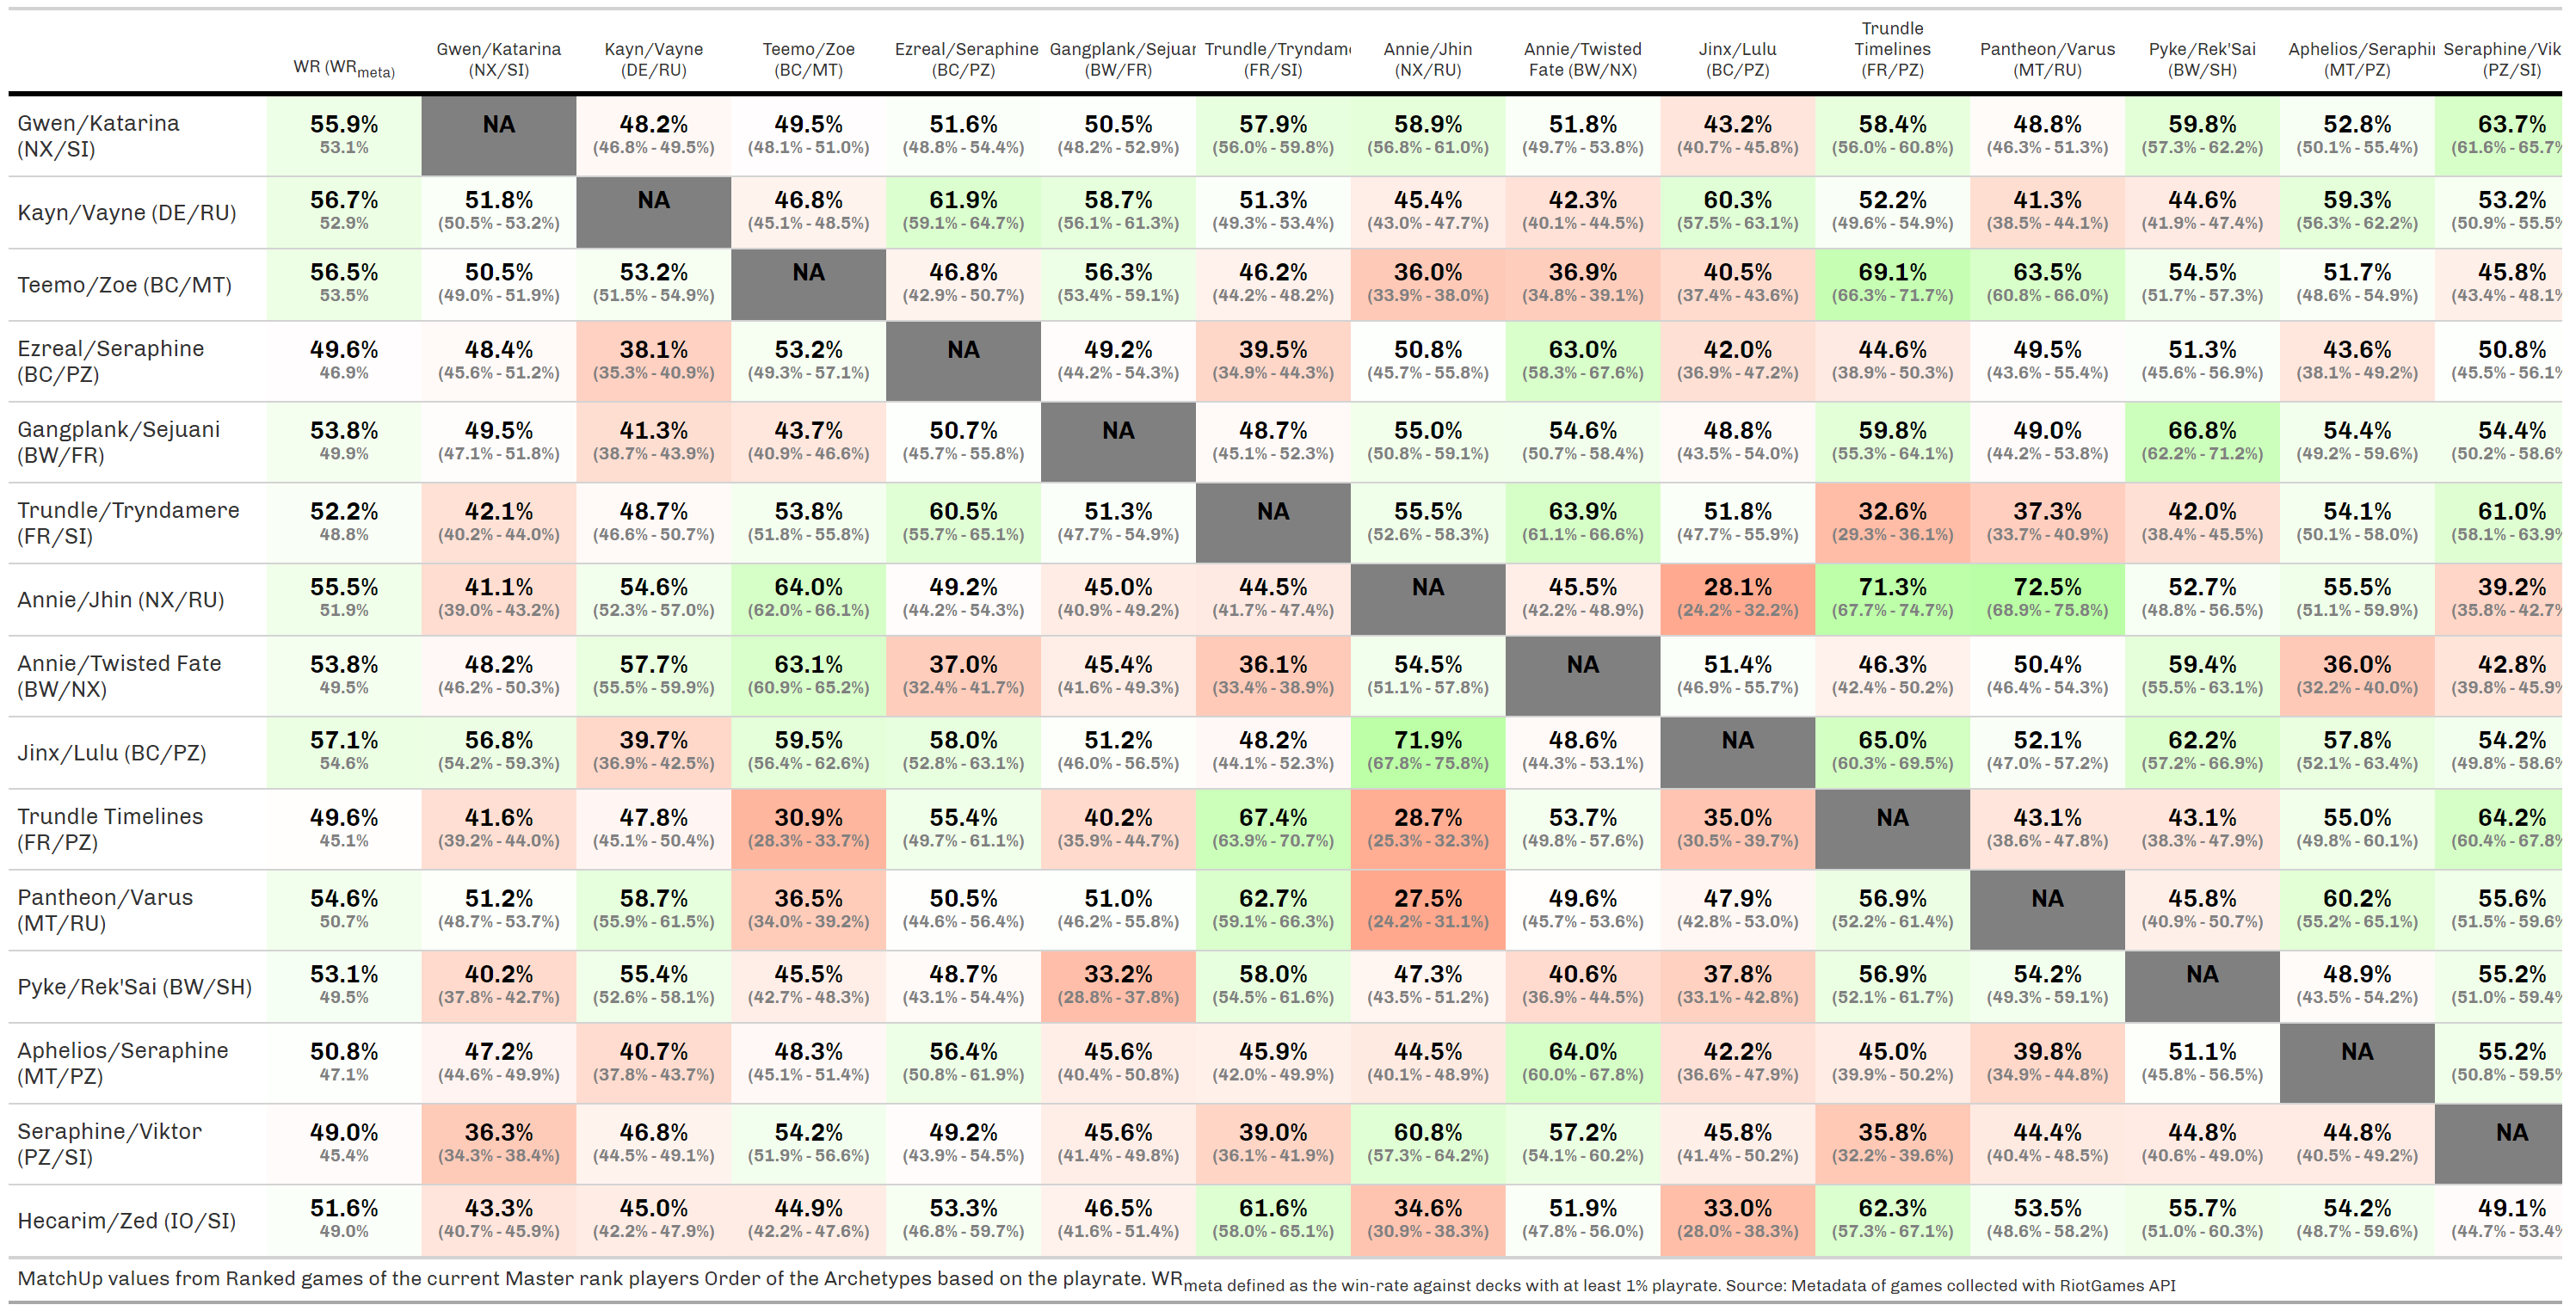 WR (WRmeta) Gwen/Katarina (NX/SI) Kayn/Vayne (DE/RU) Teemo/Zoe (BC/MT) Ezreal/Seraphine (BC/PZ) Gangplank/Sejuar (BW/FR) Trundle/Tryndam (FR/SI) Annie/Jhin (NX/RU) Annie/Twisted Fate (BW/NX) Jinx/Lulu (BC/PZ) Trundle Timelines (FR/PZ) Pantheon/Varus (MT/RU) Pyke/Rek'Sai (BW/SH) Aphelios/Seraphi (MT/PZ) Seraphine/Vik (PZ/SI)
Gwen/Katarina (NX/SI) 55.9% NA 48.2% 49.5% 51.6% 50.5% 57.9% 58.9% 51.8% 43.2% 58.4% 48.8% 59.8% 52.8% 63.7%
53.1% (46.8% - 49.5%) (48.1% - 51.0%) (48.8% - 54.4%) (48.2% - 52.9%) (56.0% - 59.8%) (56.8% - 61.0%) (49.7% - 53.8%) (40.7% - 45.8%) (56.0% - 60.8%) (46.3% - 51.3%) (57.3% - 62.2%) (50.1% - 55.4%) (61.6% - 65.7%
Kayn/Vayne (DE/RU) 56.7% 51.8% NA 46.8% 61.9% 58.7% 51.3% 45.4% 42.3% 60.3% 52.2% 41.3% 44.6% 59.3% 53.2%
52.9% (50.5% - 53.2%) (45.1% - 48.5%) (59.1% - 64.7%) (56.1% - 61.3%) (49.3% - 53.4%) (43.0% - 47.7%) (40.1% - 44.5%) (57.5% - 63.1%) (49.6% - 54.9%) (38.5% - 44.1%) (41.9% - 47.4%) (56.3% - 62.2%) (50.9% - 55.5%
Teemo/Zoe (BC/MT) 56.5% 50.5% 53.2% NA 46.8% 56.3% 46.2% 36.0% 36.9% 40.5% 69.1% 63.5% 54.5% 51.7% 45.8%
53.5% (49.0% - 51.9%) (51.5% - 54.9%) (42.9% - 50.7%) (53.4% - 59.1%) (44.2% - 48.2%) (33.9% - 38.0%) (34.8% - 39.1%) (37.4% - 43.6%) (66.3% - 71.7%) (60.8% - 66.0%) (51.7% - 57.3%) (48.6% - 54.9%) (43.4% - 48.1%
Ezreal/Seraphine (BC/PZ) 49.6% 48.4% 38.1% 53.2% NA 49.2% 39.5% 50.8% 63.0% 42.0% 44.6% 49.5% 51.3% 43.6% 50.8%
46.9% (45.6% - 51.2%) (35.3% - 40.9%) (49.3% - 57.1%) (44.2% - 54.3%) (34.9% - 44.3%) (45.7% - 55.8%) (58.3% - 67.6%) (36.9% - 47.2%) (38.9% - 50.3%) (43.6% - 55.4%) (45.6% - 56.9%) (38.1% - 49.2%) (45.5% - 56.1%
Gangplank/Sejuani (BW/FR) 53.8% 49.5% 41.3% 43.7% 50.7% NA 48.7% 55.0% 54.6% 48.8% 59.8% 49.0% 66.8% 54.4% 54.4%
49.9% (47.1% - 51.8%) (38.7% - 43.9%) (40.9% - 46.6%) (45.7% - 55.8%) (45.1% - 52.3%) (50.8% - 59.1%) (50.7% - 58.4%) (43.5% - 54.0%) (55.3% - 64.1%) (44.2% - 53.8%) (62.2% - 71.2%) (49.2% - 59.6%) (50.2% - 58.6%
Trundle/Tryndamere (FR/SI) 52.2% 42.1% 48.7% 53.8% 60.5% 51.3% NA 55.5% 63.9% 51.8% 32.6% 37.3% 42.0% 54.1% 61.0%
48.8% (40.2% - 44.0%) (46.6% - 50.7%) (51.8% - 55.8%) (55.7% - 65.1%) (47.7% - 54.9%) (52.6% - 58.3%) (61.1% - 66.6%) (47.7% - 55.9%) (29.3% - 36.1%) (33.7% - 40.9%) (38.4% - 45.5%) (50.1% - 58.0%) (58.1% - 63.9%
Annie/Jhin (NX/RU) 55.5% 41.1% 54.6% 64.0% 49.2% 45.0% 44.5% NA 45.5% 28.1% 71.3% 72.5% 52.7% 55.5% 39.2%
51.9% (39.0% - 43.2%) (52.3% - 57.0%) (62.0% - 66.1%) (44.2% - 54.3%) (40.9% - 49.2%) (41.7% - 47.4%) (42.2% - 48.9%) (24.2% - 32.2%) (67.7% - 74.7%) (68.9% - 75.8%) (48.8% - 56.5%) (51.1% - 59.9%) (35.8% - 42.7%
Annie/Twisted Fate (BW/NX) 53.8% 48.2% 57.7% 63.1% 37.0% 45.4% 36.1% 54.5% NA 51.4% 46.3% 50.4% 59.4% 36.0% 42.8%
49.5% (46.2% - 50.3%) (55.5% - 59.9%) (60.9% - 65.2%) (32.4% - 41.7%) (41.6% - 49.3%) (33.4% - 38.9%) (51.1% - 57.8%) (46.9% - 55.7%) (42.4% - 50.2%) (46.4% - 54.3%) (55.5% - 63.1%) (32.2% - 40.0%) (39.8% - 45.9%
Jinx/Lulu (BC/PZ) 57.1% 56.8% 39.7% 59.5% 58.0% 51.2% 48.2% 71.9% 48.6% NA 65.0% 52.1% 62.2% 57.8% 54.2%
54.6% (54.2% - 59.3%) (36.9% - 42.5%) (56.4% - 62.6%) (52.8% - 63.1%) (46.0% - 56.5%) (44.1% - 52.3%) (67.8% - 75.8%) (44.3% - 53.1%) (60.3% - 69.5%) (47.0% - 57.2%) (57.2% - 66.9%) (52.1% - 63.4%) (49.8% - 58.6%
Trundle Timelines (FR/PZ) 49.6% 41.6% 47.8% 30.9% 55.4% 40.2% 67.4% 28.7% 53.7% 35.0% NA 43.1% 43.1% 55.0% 64.2%
45.1% (39.2% - 44.0%) (45.1% - 50.4%) (28.3% - 33.7%) (49.7% - 61.1%) (35.9% - 44.7%) (63.9% - 70.7%) (25.3% - 32.3%) (49.8% - 57.6%) (30.5% - 39.7%) (38.6% - 47.8%) (38.3% - 47.9%) (49.8% - 60.1%) (60.4% - 67.8%
Pantheon/Varus (MT/RU) 54.6% 51.2% 58.7% 36.5% 50.5% 51.0% 62.7% 27.5% 49.6% 47.9% 56.9% NA 45.8% 60.2% 55.6%
50.7% (48.7% - 53.7%) (55.9% - 61.5%) (34.0% - 39.2%) (44.6% - 56.4%) (46.2% - 55.8%) (59.1% - 66.3%) (24.2% - 31.1%) (45.7% - 53.6%) (42.8% - 53.0%) (52.2% - 61.4%) (40.9% - 50.7%) (55.2% - 65.1%) (51.5% - 59.6%
Pyke/Rek'Sai (BW/SH) 53.1% 40.2% 55.4% 45.5% 48.7% 33.2% 58.0% 47.3% 40.6% 37.8% 56.9% 54.2% NA 48.9% 55.2%
49.5% (37.8% - 42.7%) (52.6% - 58.1%) (42.7% - 48.3%) (43.1% - 54.4%) (28.8% - 37.8%) (54.5% - 61.6%) (43.5% - 51.2%) (36.9% - 44.5%) (33.1% - 42.8%) (52.1% - 61.7%) (49.3% - 59.1%) (43.5% - 54.2%) (51.0% - 59.4%
Aphelios/Seraphine (MT/PZ) 50.8% 47.2% 40.7% 48.3% 56.4% 45.6% 45.9% 44.5% 64.0% 42.2% 45.0% 39.8% 51.1% NA 55.2%
47.1% (44.6% - 49.9%) (37.8% - 43.7%) (45.1% - 51.4%) (50.8% - 61.9%) (40.4% - 50.8%) (42.0% - 49.9%) (40.1% - 48.9%) (60.0% - 67.8%) (36.6% - 47.9%) (39.9% - 50.2%) (34.9% - 44.8%) (45.8% - 56.5%) (50.8% - 59.5%
Seraphine/Viktor (PZ/SI) 49.0% 36.3% 46.8% 54.2% 49.2% 45.6% 39.0% 60.8% 57.2% 45.8% 35.8% 44.4% 44.8% 44.8% NA
45.4% (34.3% - 38.4%) (44.5% - 49.1%) (51.9% - 56.6%) (43.9% - 54.5%) (41.4% - 49.8%) (36.1% - 41.9%) (57.3% - 64.2%) (54.1% - 60.2%) (41.4% - 50.2%) (32.2% - 39.6%) (40.4% - 48.5%) (40.6% - 49.0%) (40.5% - 49.2%)
Hecarim/Zed (IO/SI) 51.6% 43.3% 45.0% 44.9% 53.3% 46.5% 61.6% 34.6% 51.9% 33.0% 62.3% 53.5% 55.7% 54.2% 49.1%
49.0% (40.7% - 45.9%) (42.2% - 47.9%) (42.2% - 47.6%) (46.8% - 59.7%) (41.6% - 51.4%) (58.0% - 65.1%) (30.9% - 38.3%) (47.8% - 56.0%) (28.0% - 38.3%) (57.3% - 67.1%) (48.6% - 58.2%) (51.0% - 60.3%) (48.7% - 59.6%) (44.7% - 53.4%
MatchUp values from Ranked games of the current Master rank players Order of the Archetypes based on the playrate. WRmeta defined as the win-rate against decks with at least 1% playrate. Source: Metadata of games collected with RiotGames API